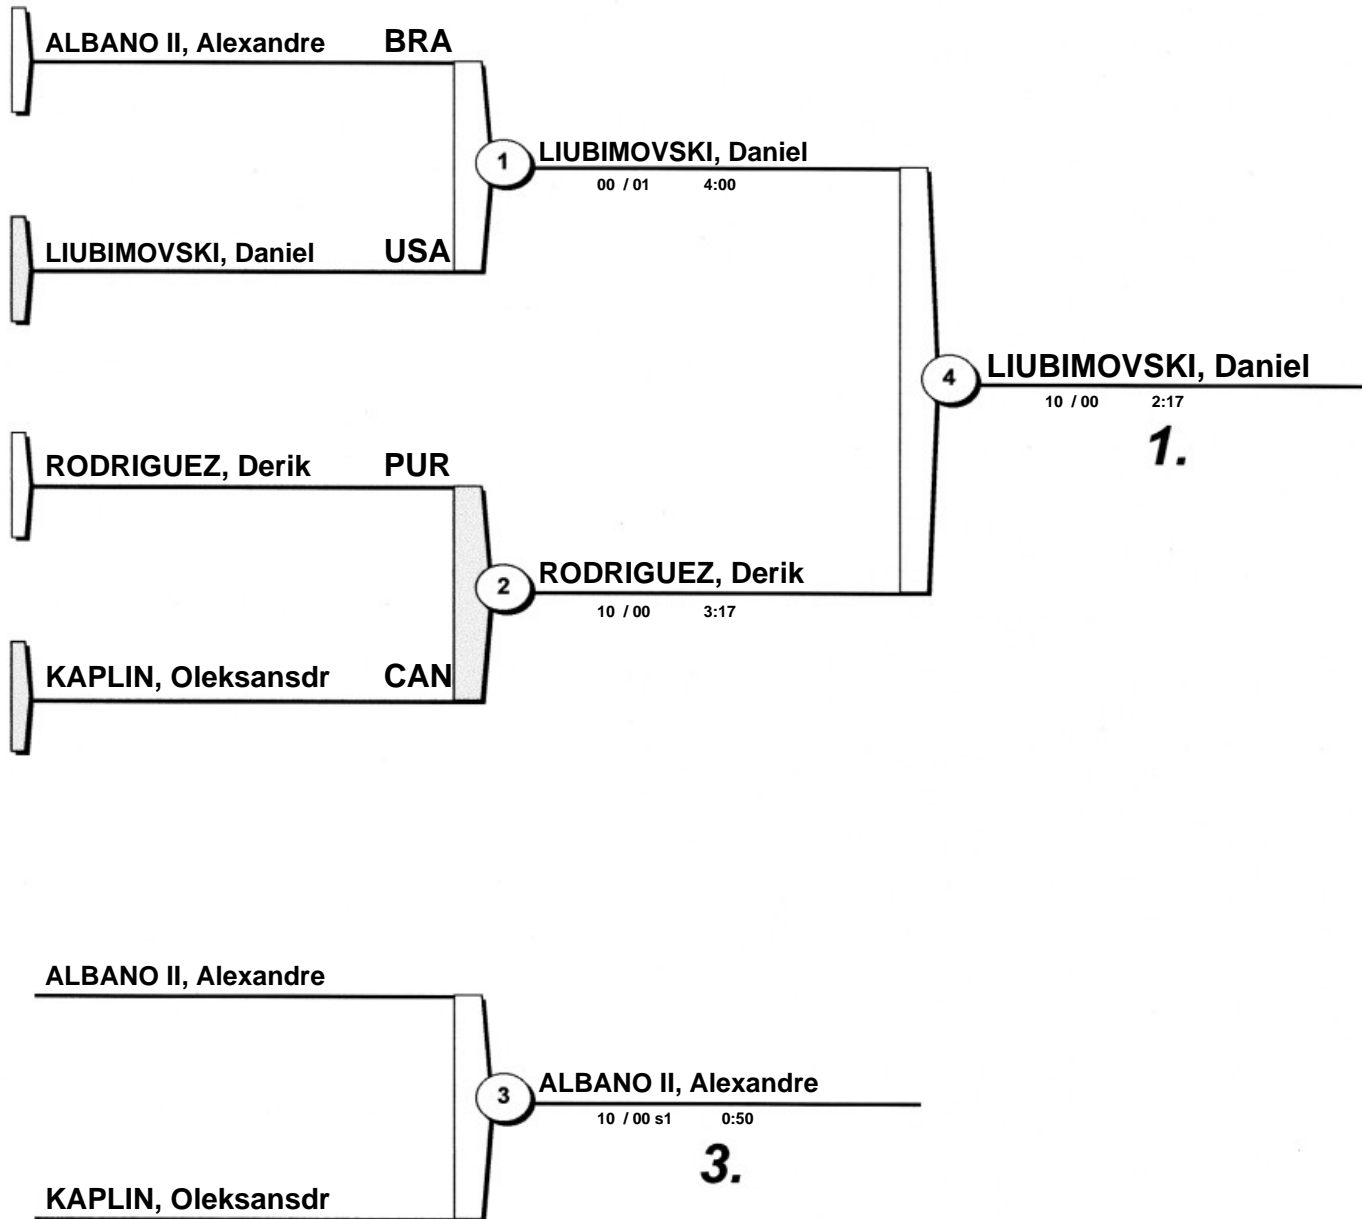 ALBANO II, Alexandre BRA
1 LIUBIMOVSKI, Daniel
00 / 01 4:00
LIUBIMOVSKI, Daniel USA
4 LIUBIMOVSKI, Daniel
10 / 00 2:17
1.
RODRIGUEZ, Derik PUR
2 RODRIGUEZ, Derik
10 / 00 3:17
KAPLIN, Oleksansdr CAN
ALBANO II, Alexandre
3 ALBANO II, Alexandre
10 / 00 s1 0:50
3.
KAPLIN, Oleksansdr